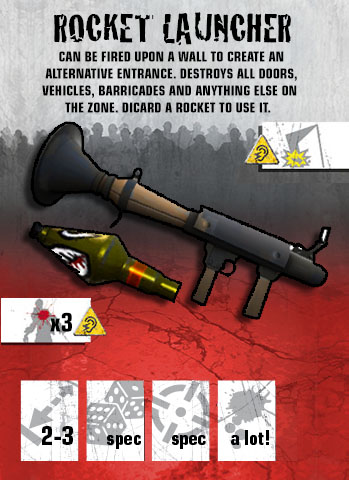 ROCKET LAUNCHER
CAN BE FIRED UPON A WALL TO CREATE AN
ALTERNATIVE ENTRANCE. DESTROYS ALL DOORS,
VEHICLES, BARRICADES AND ANYTHING ELSE ON
THE ZONE. DICARD A ROCKET TO USE IT.
x3
2-3
spec
spec
a lot!